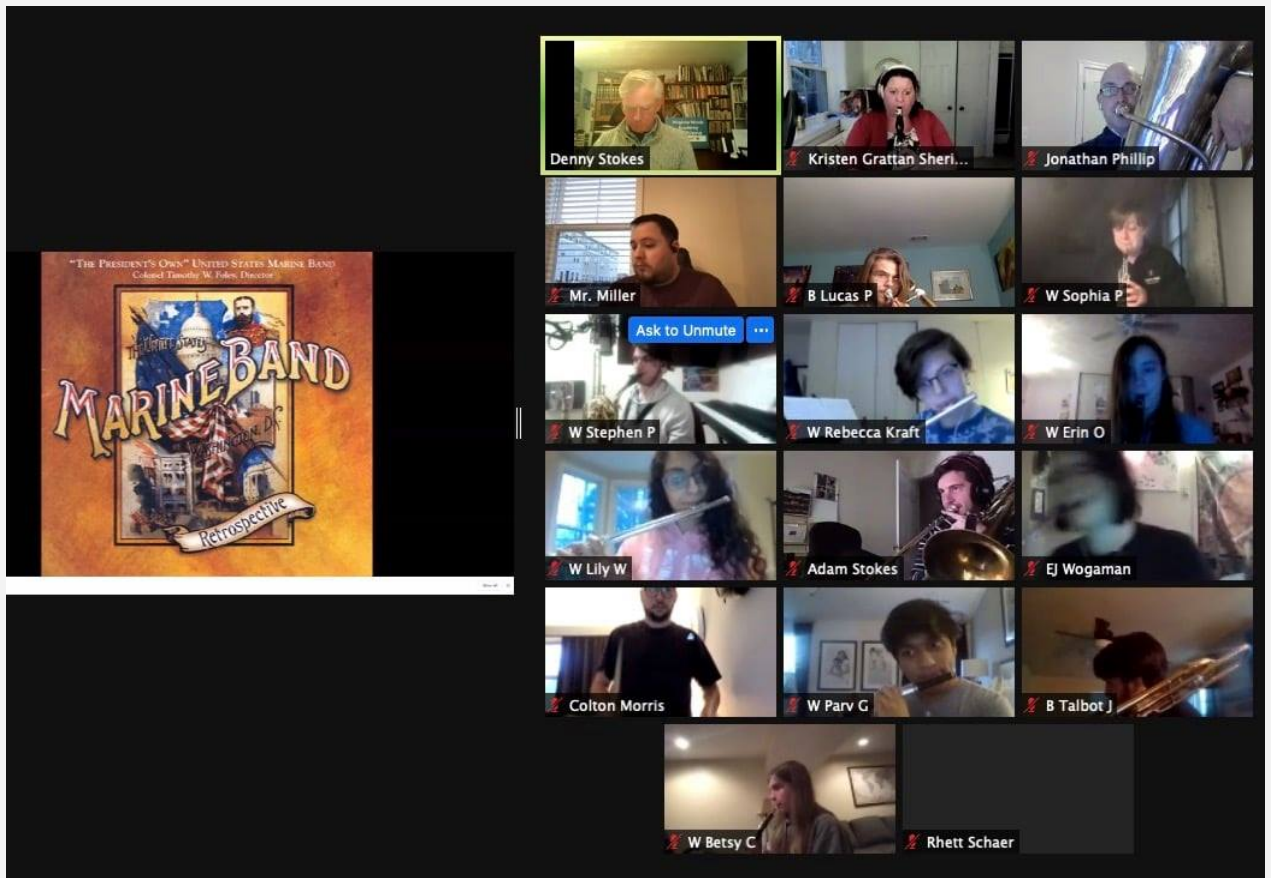 "THE PRESIDENT'S OWN" UNITED STATES MARINE BAND
Colonel Timothy W. Foley, Director
THE UNITED STATES
MARINE BAND
WASHINGTON, D.C.
Retrospective
Denny Stokes
Kristen Grattan Sheri...
Jonathan Phillip
Mr. Miller
B Lucas P
W Sophia P
Ask to Unmute ...
W Stephen P
W Rebecca Kraft
W Erin O
W Lily W
Adam Stokes
EJ Wogaman
Colton Morris
W Parv G
B Talbot J
W Betsy C
Rhett Schaer